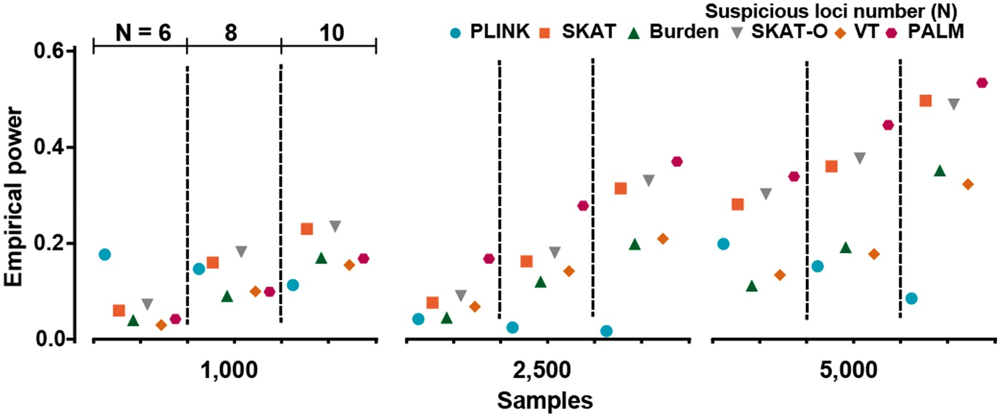 Suspicious loci number (N)
N = 6 8 10 PLINK SKAT Burden SKAT-O VT PALM
0.6
0.4
0.2
0.0
Empirical power
1,000 2,500 5,000
Samples